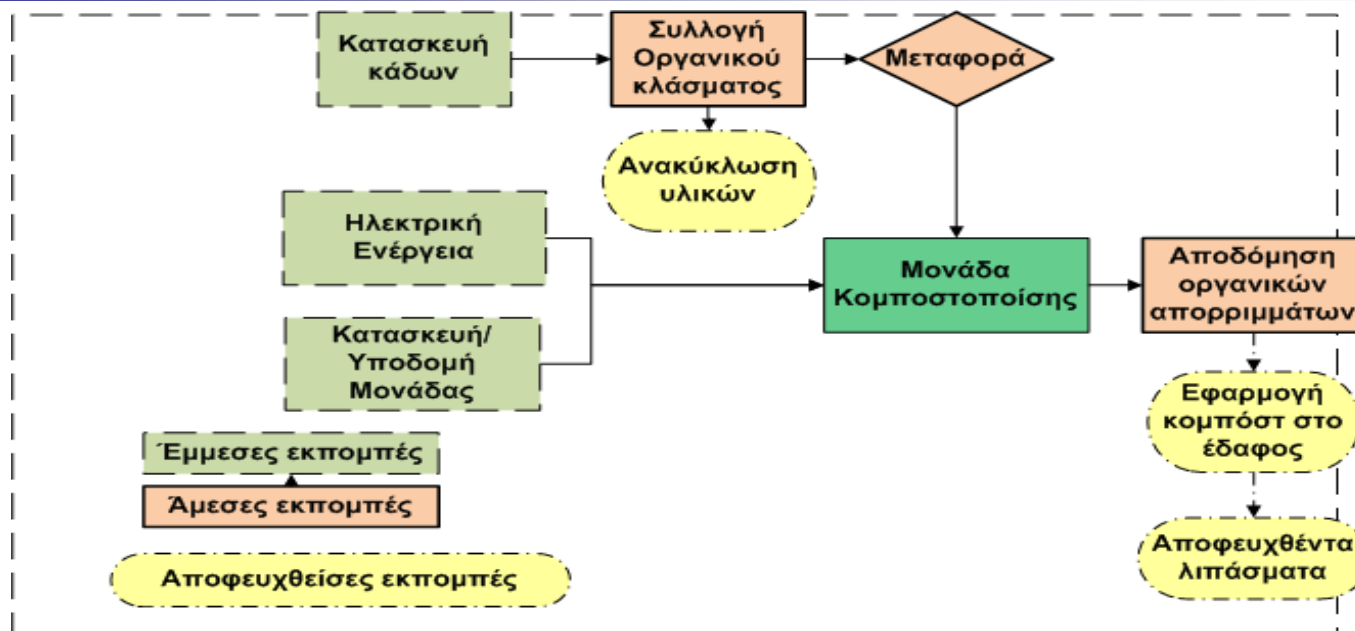 Κατασκευή
κάδων
Συλλογή
Οργανικού
κλάσματος
Μεταφορά
Ανακύκλωση
υλικών
Ηλεκτρική
Ενέργεια
Μονάδα
Κομποστοποίσης
Αποδόμηση
οργανικών
απορριμμάτων
Κατασκευή/
Υποδομή
Μονάδας
Εφαρμογή
κομπόστ στο
έδαφος
Έμμεσες εκπομπές
Άμεσες εκπομπές
Αποφευχθέντα
λιπάσματα
Αποφευχθείσες εκπομπές